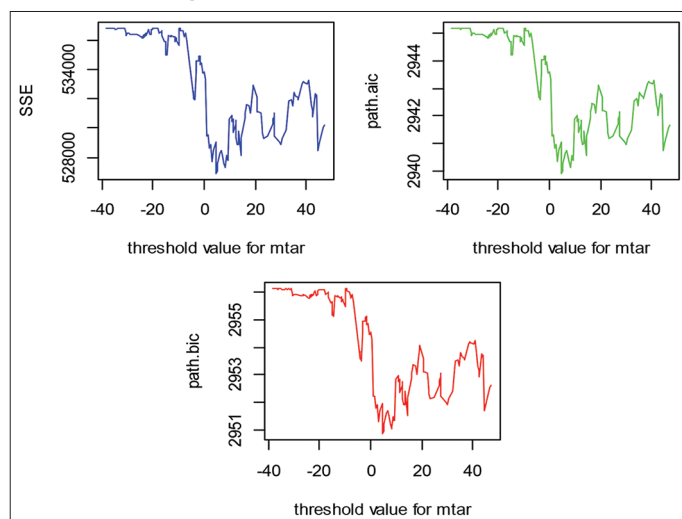 SSE
534000
528000
-40 -20 0 20 40
threshold value for mtar
path.aic
2944
2942
2940
-40 -20 0 20 40
threshold value for mtar
path.bic
2955
2953
2951
-40 -20 0 20 40
threshold value for mtar